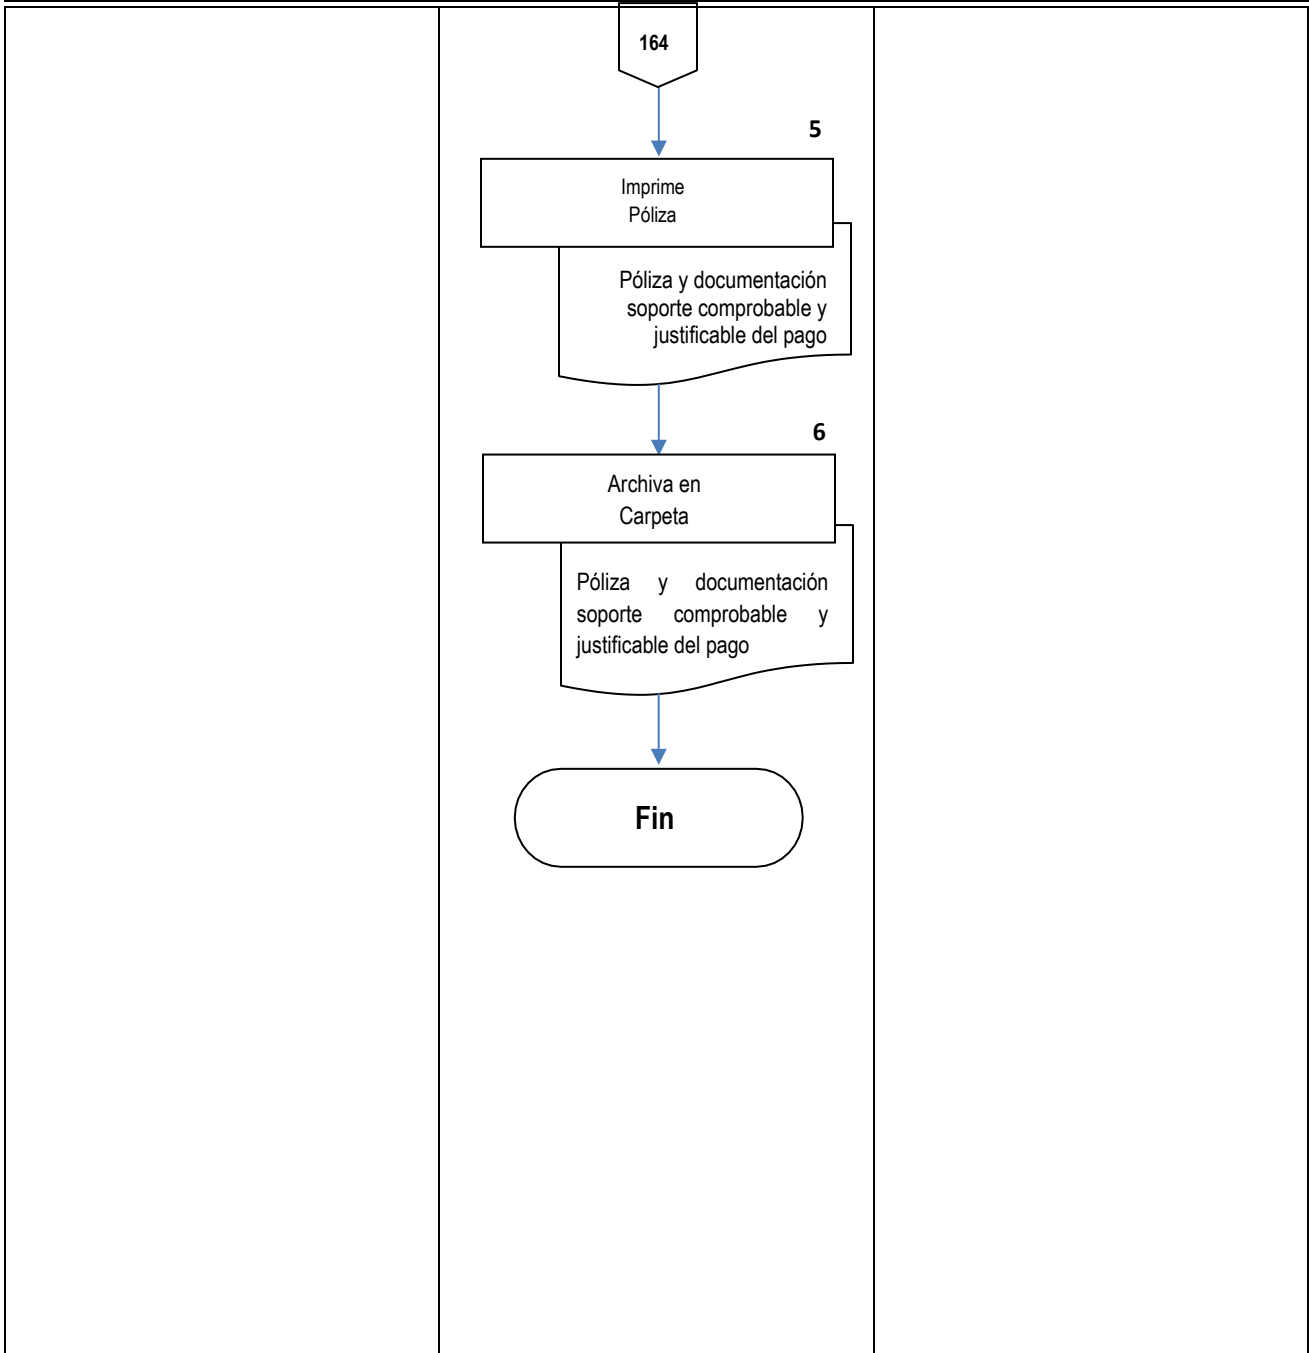 164
5
Imprime
Póliza
Póliza y documentación
soporte comprobable y
justificable del pago
6
Archiva en
Carpeta
Póliza y documentación
soporte comprobable y
justificable del pago
Fin